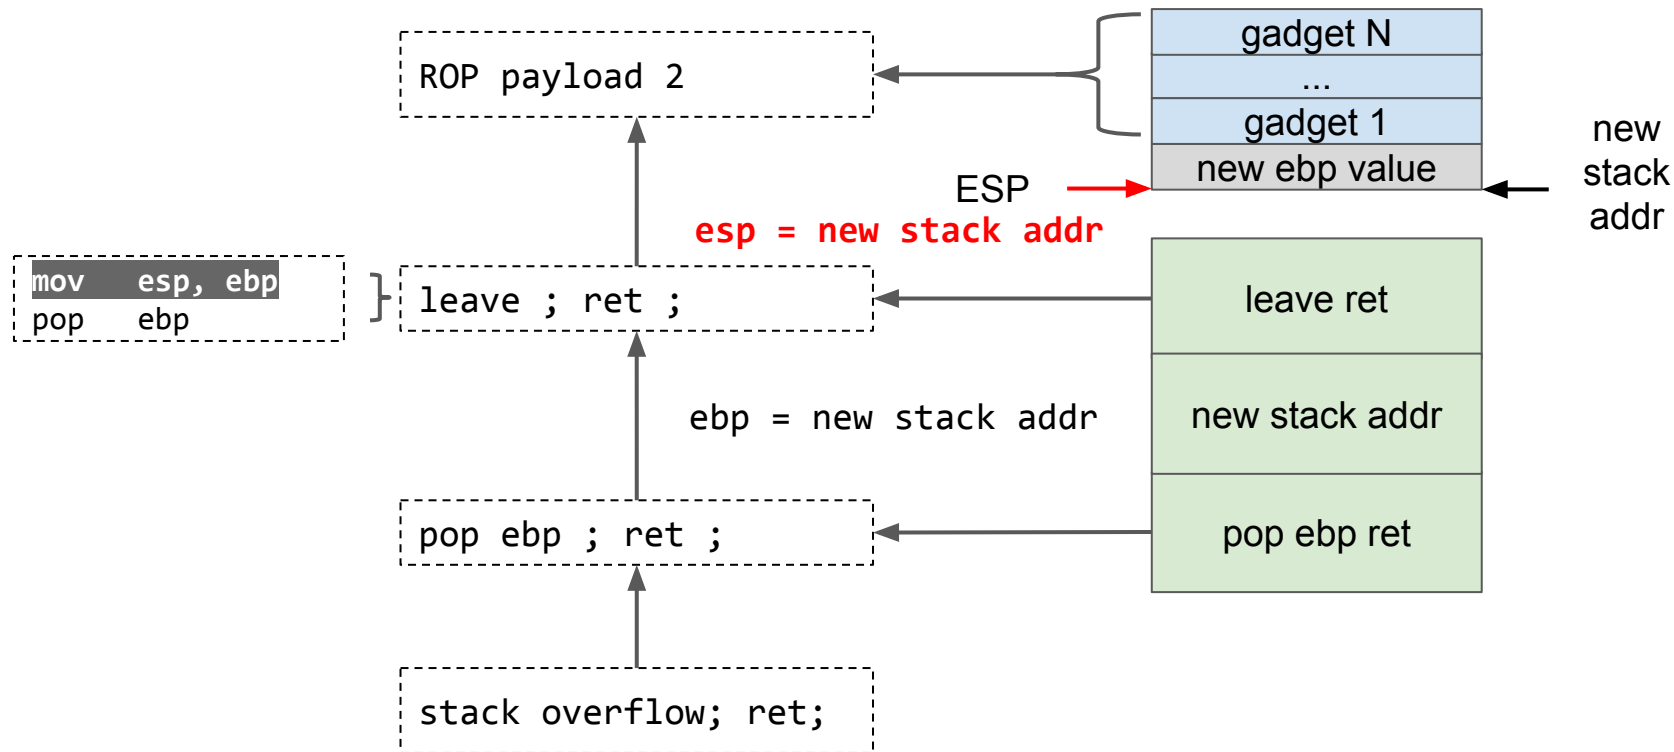 ROP payload 2
gadget N
...
gadget 1
new ebp value
new
stack
addr
ESP
esp = new stack addr
mov esp, ebp
pop ebp
leave ; ret ;
leave ret
ebp = new stack addr
new stack addr
pop ebp ; ret ;
pop ebp ret
stack overflow; ret;